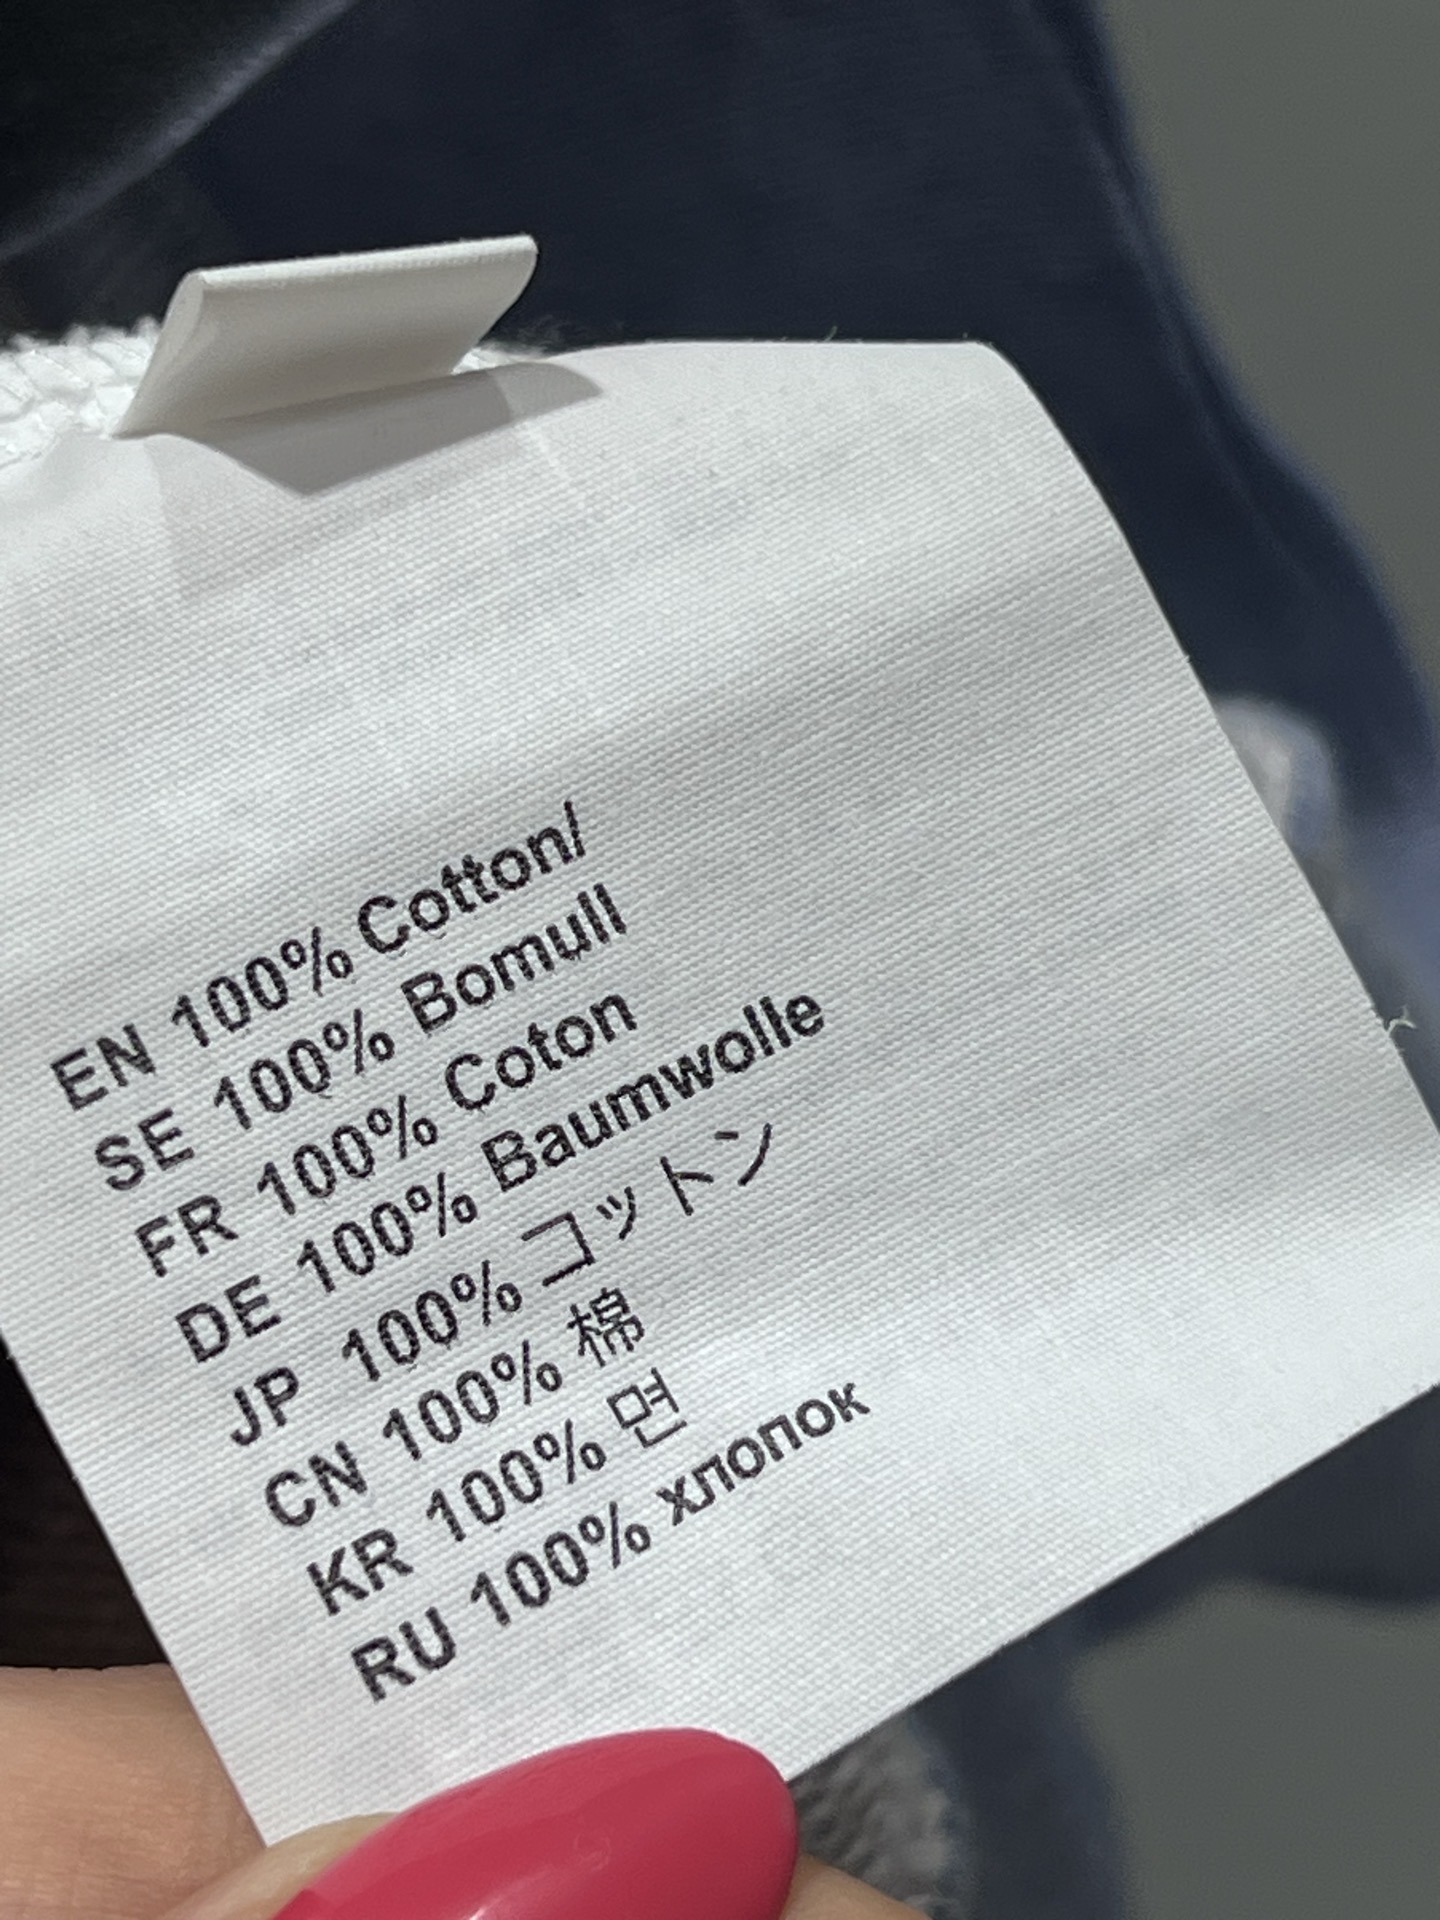 EN 100% Cotton/
SE 100% Bomull
FR 100% Coton
DE 100% Baumwolle
JP 100% コットン
CN 100% 棉
KR 100% 면
RU 100% хлопок